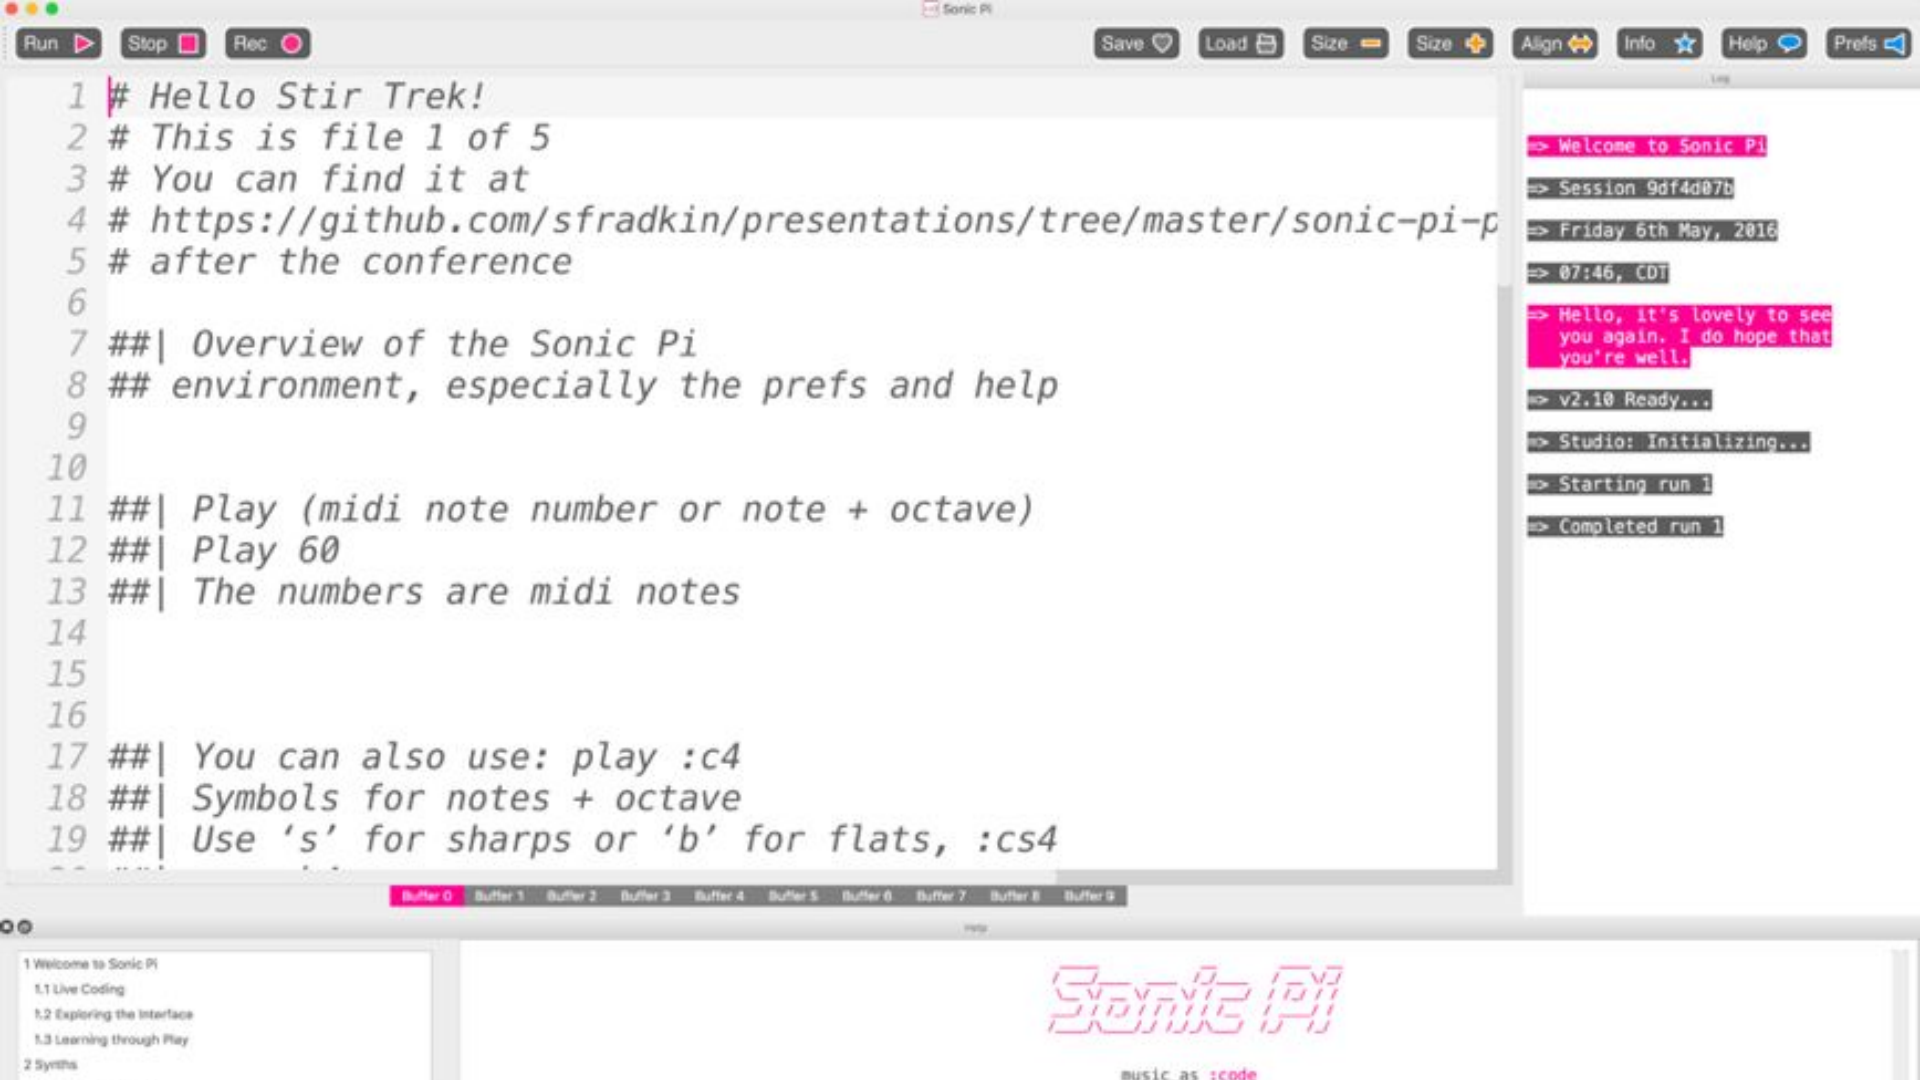 Sonic Pi
Run Stop Rec Save Load Size Size Align Info Help Prefs
Log
1 # Hello Stir Trek!
2 # This is file 1 of 5
3 # You can find it at
4 # https://github.com/sfradkin/presentations/tree/master/sonic-pi-p
5 # after the conference
6
7 ##| Overview of the Sonic Pi
8 ## environment, especially the prefs and help
9
10
11 ##| Play (midi note number or note + octave)
12 ##| Play 60
13 ##| The numbers are midi notes
14
15
16
17 ##| You can also use: play :c4
18 ##| Symbols for notes + octave
19 ##| Use ‘s’ for sharps or ‘b’ for flats, :cs4
=> Welcome to Sonic Pi
=> Session 9df4d07b
=> Friday 6th May, 2016
=> 07:46, CDT
=> Hello, it's lovely to see
you again. I do hope that
you're well.
=> v2.10 Ready...
=> Studio: Initializing...
=> Starting run 1
=> Completed run 1
Buffer 0 Buffer 1 Buffer 2 Buffer 3 Buffer 4 Buffer 5 Buffer 6 Buffer 7 Buffer 8 Buffer 9
Help
1 Welcome to Sonic Pi
1.1 Live Coding
1.2 Exploring the Interface
1.3 Learning through Play
2 Synths
Sonic Pi
music as :code